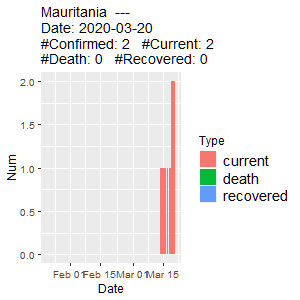 Mauritania  ---
Date: 2020-03-20
#Confirmed: 2   #Current: 2
#Death: 0   #Recovered: 0
Num
2.0
1.5
1.0
0.5
0.0
Feb 01 Feb 15 Mar 01 Mar 15
Date
Type
current
death
recovered